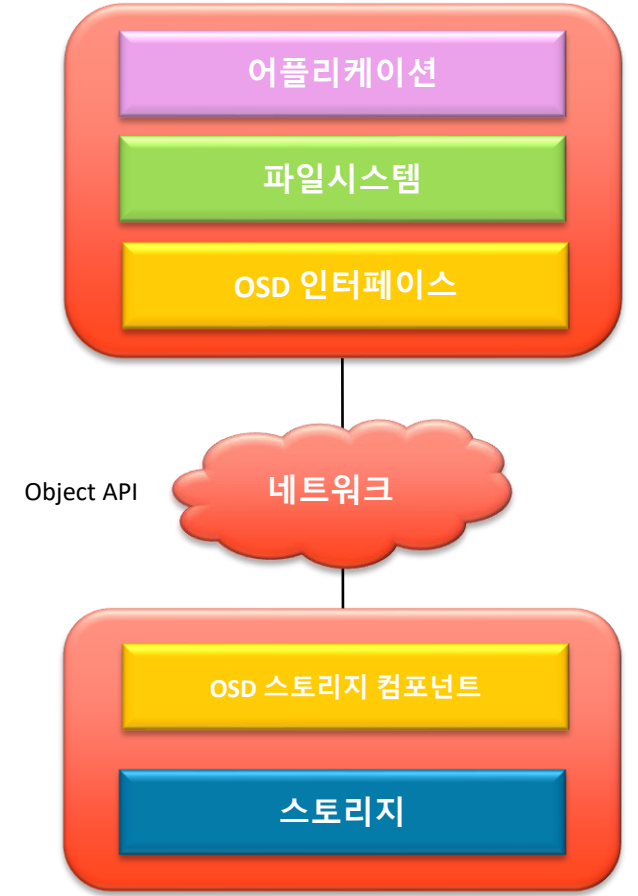 어플리케이션
파일시스템
OSD 인터페이스
Object API
네트워크
OSD 스토리지 컴포넌트
스토리지